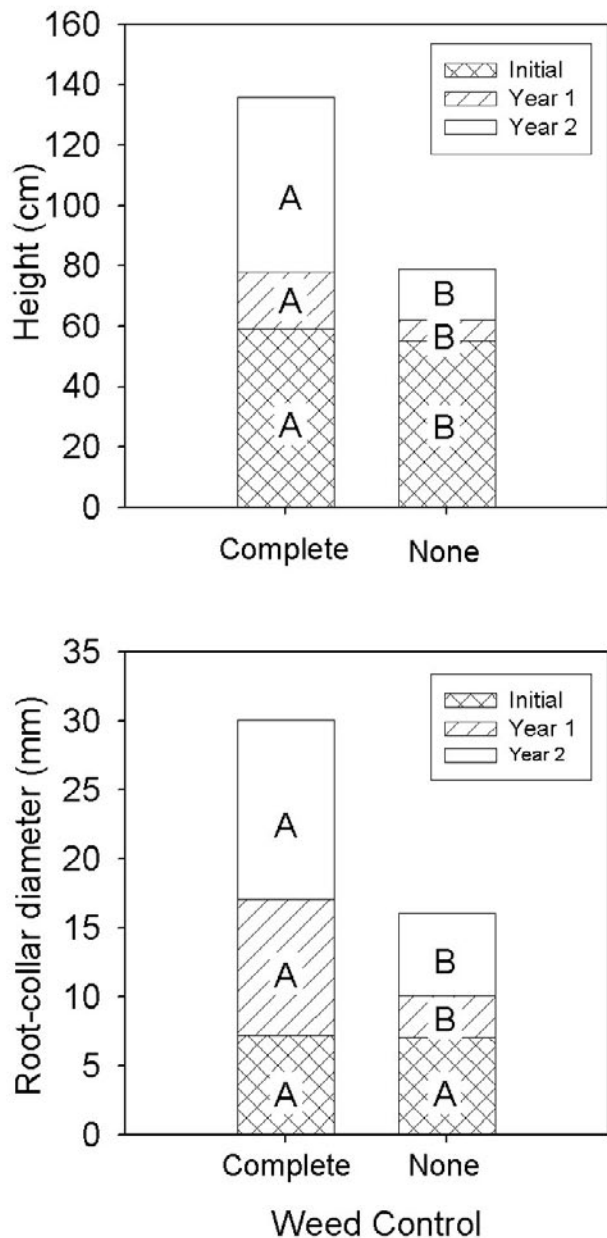 160
140
120
100
80
60
40
20
0
Height (cm)
Initial
Year 1
Year 2
A
A
A
B
B
B
Complete
None
35
30
25
20
15
10
5
0
Root-collar diameter (mm)
Initial
Year 1
Year 2
A
A
A
B
B
A
Complete
None
Weed Control